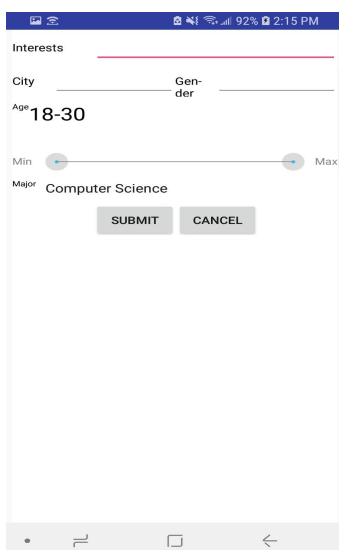 92% 2:15 PM
Interests
City Gen-
der
Age 18-30
Min Max
Major Computer Science
SUBMIT CANCEL